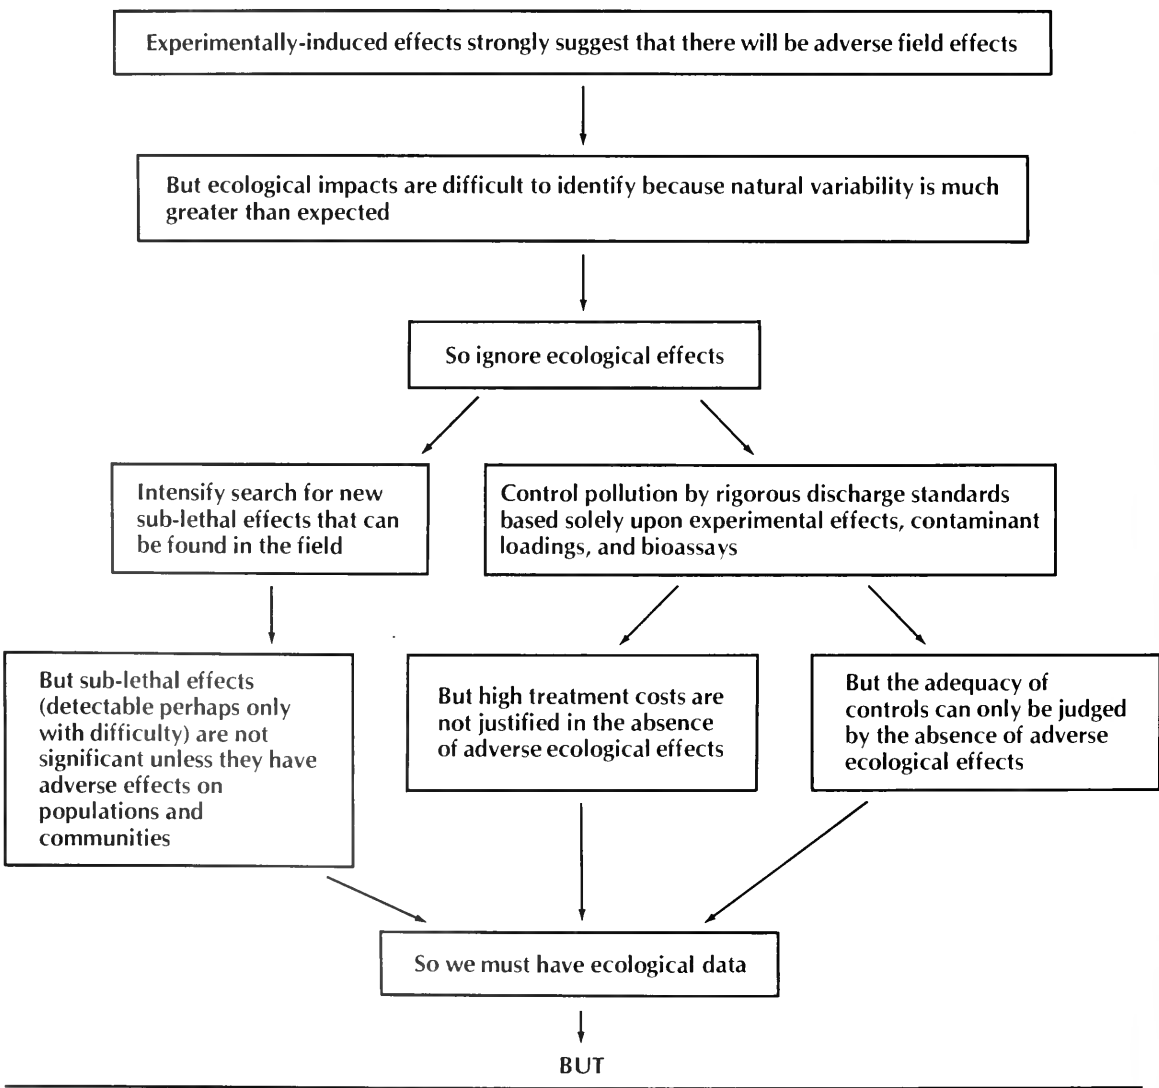 Experimentally-induced effects strongly suggest that there will be adverse field effects
But ecological impacts are difficult to identify because natural variability is much
greater than expected
So ignore ecological effects
Intensify search for new
sub-lethal effects that can
be found in the field
Control pollution by rigorous discharge standards
based solely upon experimental effects, contaminant
loadings, and bioassays
But sub-lethal effects
(detectable perhaps only
with difficulty) are not
significant unless they have
adverse effects on
populations and
communities
But high treatment costs are
not justified in the absence
of adverse ecological effects
But the adequacy of
controls can only be judged
by the absence of adverse
ecological effects
So we must have ecological data
BUT